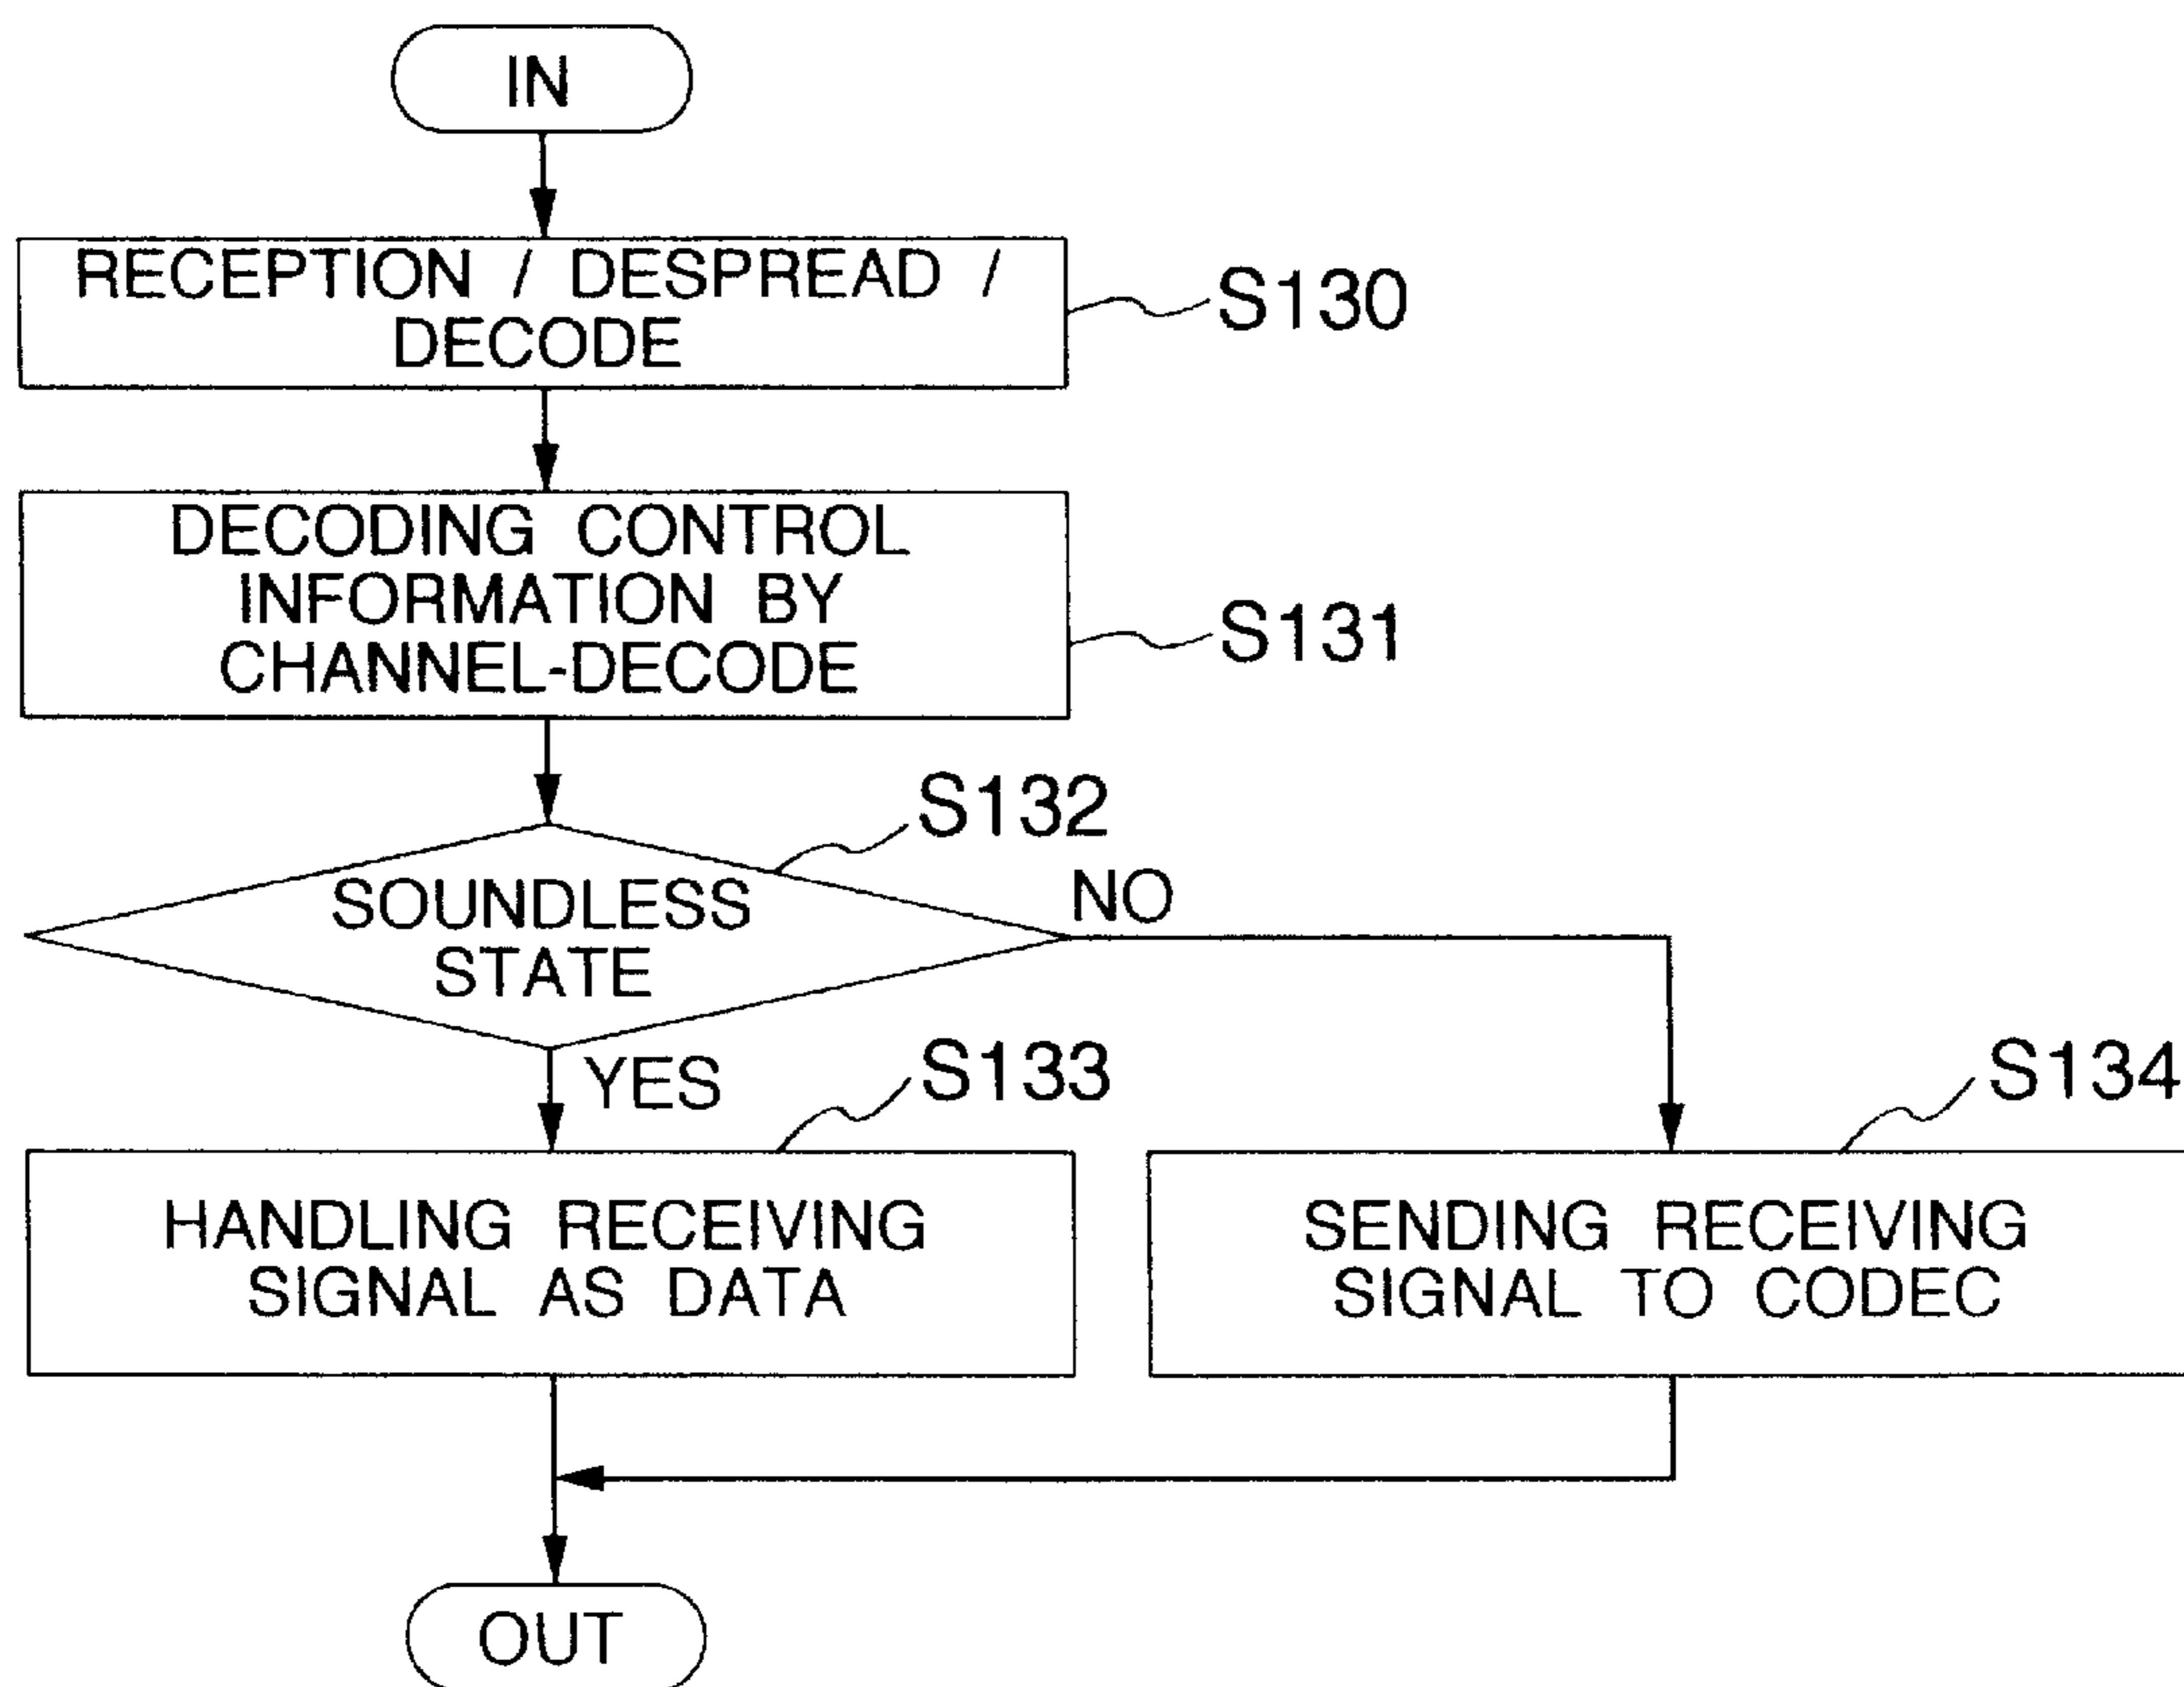 IN
RECEPTION / DESPREAD /
DECODE
S130
DECODING CONTROL
INFORMATION BY
CHANNEL-DECODE
S131
S132
SOUNDLESS
STATE
NO
YES
S133
S134
HANDLING RECEIVING
SIGNAL AS DATA
SENDING RECEIVING
SIGNAL TO CODEC
OUT